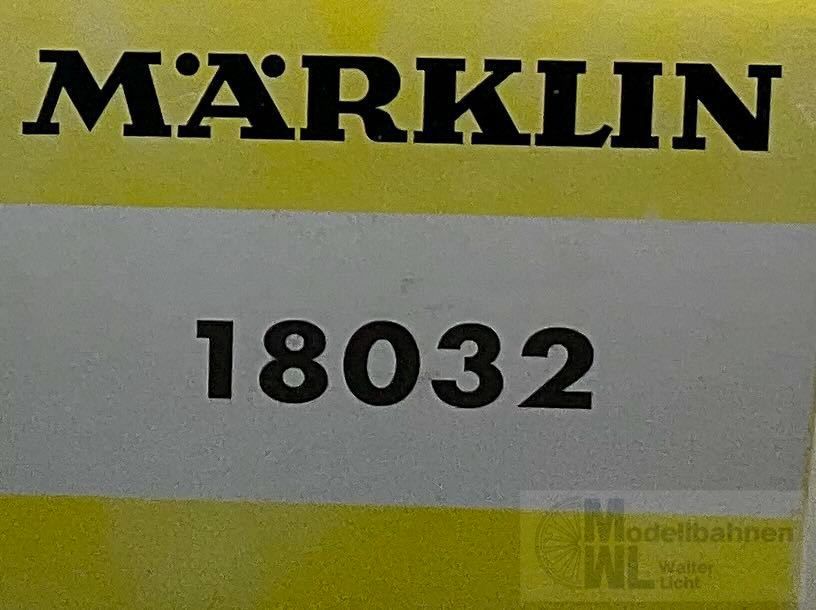 MÄRKLIN
18032
Modellbahnen
WL Walter
Licht